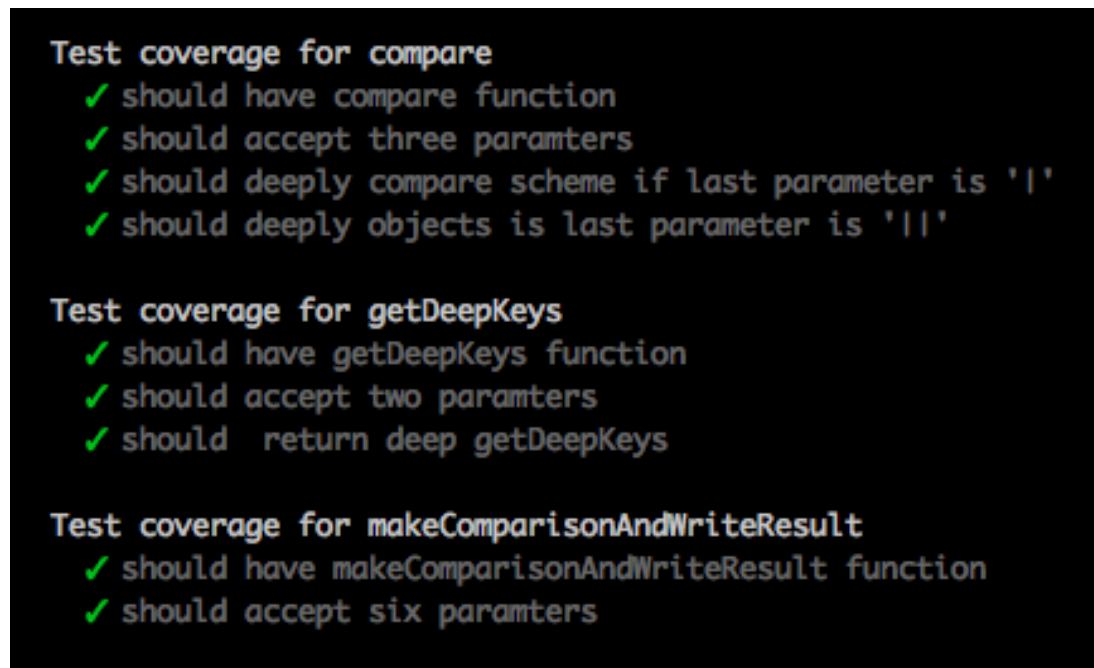 Test coverage for compare
✓ should have compare function
✓ should accept three paramters
✓ should deeply compare scheme if last parameter is '|'
✓ should deeply objects is last parameter is '||'
Test coverage for getDeepKeys
✓ should have getDeepKeys function
✓ should accept two paramters
✓ should  return deep getDeepKeys
Test coverage for makeComparisonAndWriteResult
✓ should have makeComparisonAndWriteResult function
✓ should accept six paramters